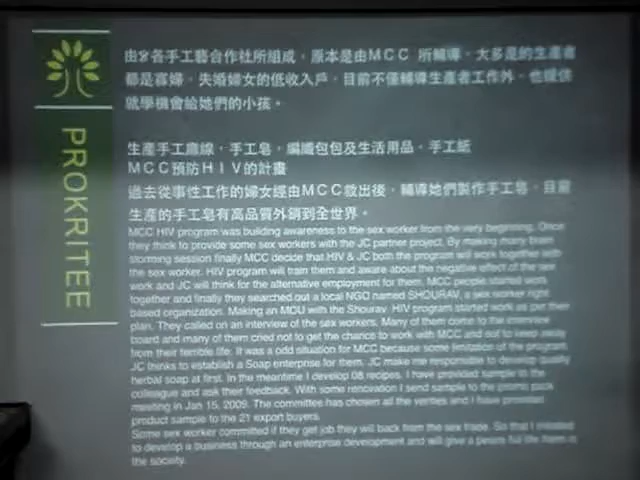 PROKRITEE
由8各手工藝合作社所組成，原本是由MCC 所輔導，大多是的生產者
都是寡婦，失婚婦女的低收入戶，目前不僅輔導生產者工作外，也提供
就學機會給她們的小孩。
生產手工麻線，手工皂，編織包包及生活用品，手工紙
MCC預防HIV的計畫
過去從事性工作的婦女經由MCC救出後，輔導她們製作手工皂，目前
生產的手工皂有高品質外銷到全世界。
MCC HIV program was building awareness to the sex worker from the very beginning. Once
they think to provide some sex workers with the JC partner project. By making many brain
storming session finally MCC decide that HIV & JC both the program will work together with
the sex worker. HIV program will train them and aware about the negative effect of the sex
work and JC will think for the alternative employment for them. MCC people started work
together and finally they searched out a local NGO named SHOURAV, a sex worker right
based organization. Making an MOU with the Shourav. HIV program started work as per their
plan. They called on an interview of the sex workers. Many of them come to the interview
board and many of them cried not to get the chance to work with MCC and not to keep away
from their terrible life. It was a odd situation for MCC because some limitation of the program.
JC thinks to establish a Soap enterprise for them. JC make me responsible to develop quality
herbal soap at first. In the meantime I develop 08 recipes. I have provided sample to the
colleague and ask their feedback. With some renovation I send sample to the promo pack
meeting in Jan 15, 2009. The committee has chosen all the verities and I have provided
product sample to the 21 export buyers.
Some sex worker committed if they get job they will back from the sex trade. So that I initiated
to develop a business through an enterprise development and will give a peace ful life them in
the society.